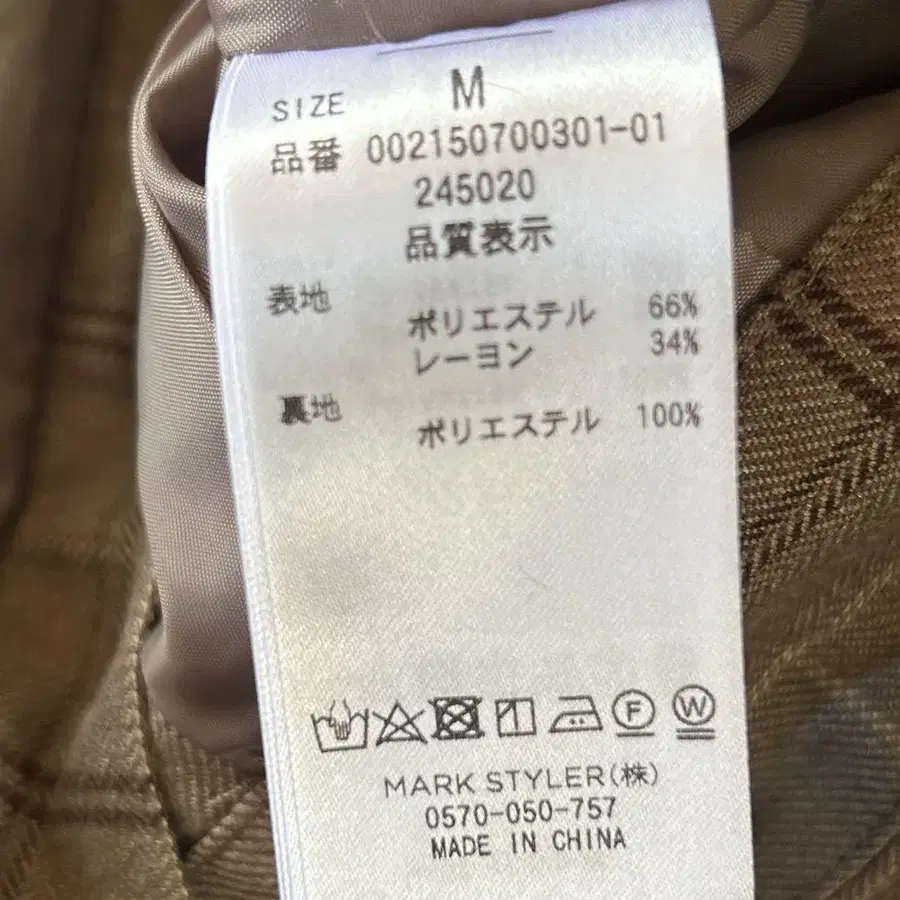 SIZE M
品番 002150700301-01
245020
品質表示
表地
ポリエステル 66%
レーヨン 34%
裏地
ポリエステル 100%
F W
MARK STYLER(株)
0570-050-757
MADE IN CHINA